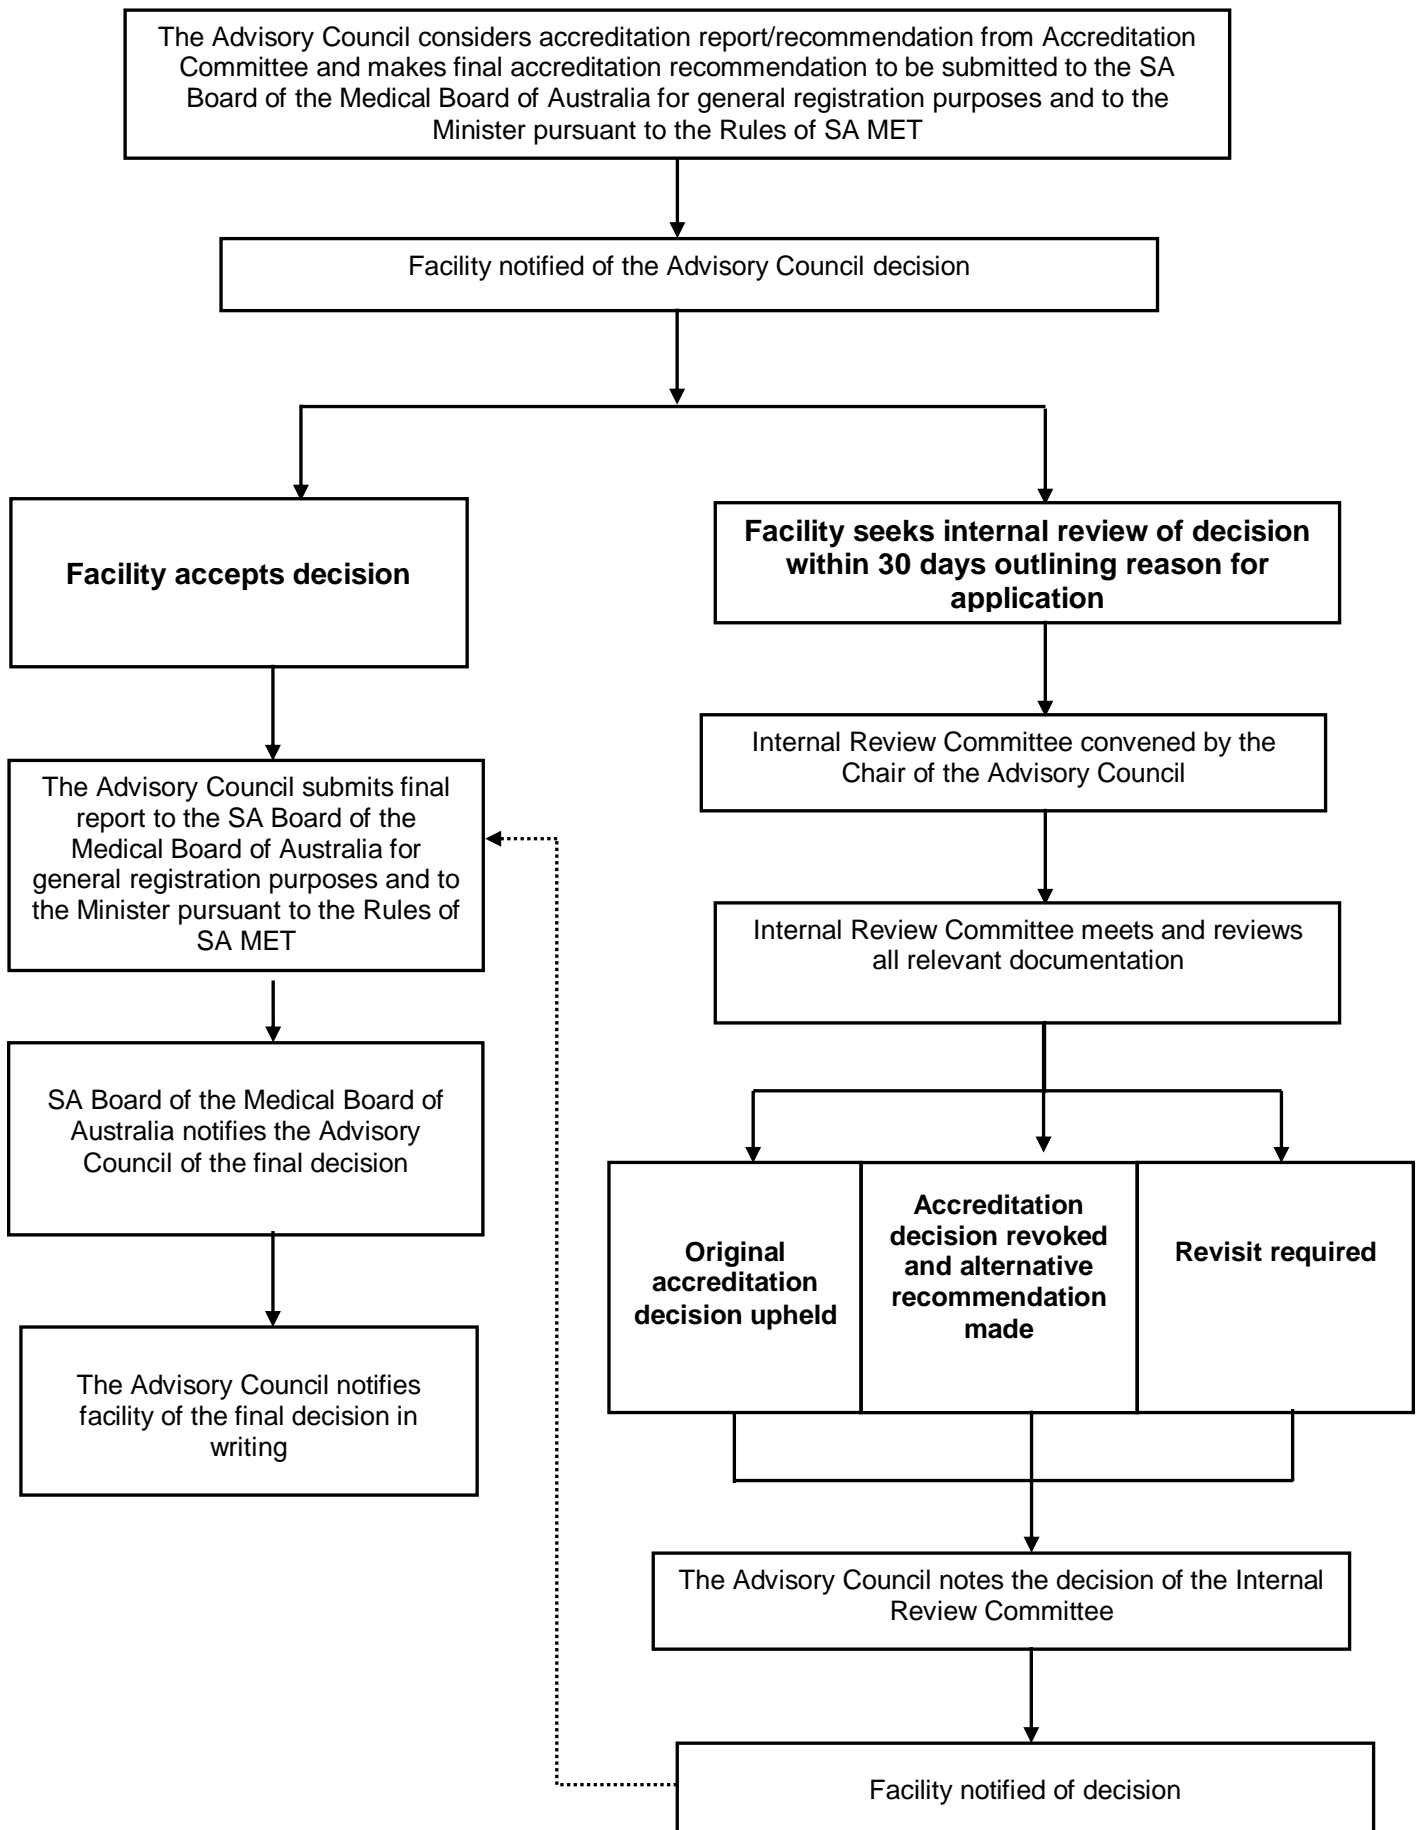 The Advisory Council considers accreditation report/recommendation from Accreditation
Committee and makes final accreditation recommendation to be submitted to the SA
Board of the Medical Board of Australia for general registration purposes and to the
Minister pursuant to the Rules of SA MET
Facility notified of the Advisory Council decision
Facility accepts decision
The Advisory Council submits final
report to the SA Board of the
Medical Board of Australia for
general registration purposes and to
the Minister pursuant to the Rules of
SA MET
SA Board of the Medical Board of
Australia notifies the Advisory
Council of the final decision
The Advisory Council notifies
facility of the final decision in
writing
Facility seeks internal review of decision
within 30 days outlining reason for
application
Internal Review Committee convened by the
Chair of the Advisory Council
Internal Review Committee meets and reviews
all relevant documentation
Original
accreditation
decision upheld
Accreditation
decision revoked
and alternative
recommendation
made
Revisit required
The Advisory Council notes the decision of the Internal
Review Committee
Facility notified of decision